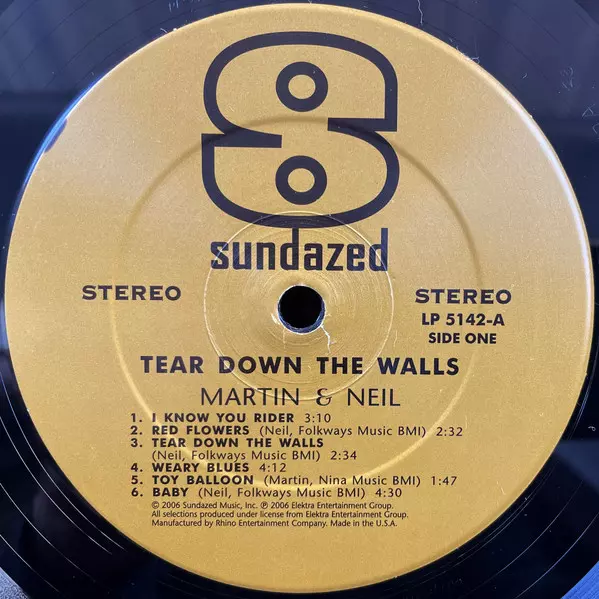 sundazed
STEREO STEREO
LP 5142-A
SIDE ONE
TEAR DOWN THE WALLS
MARTIN & NEIL
1. I KNOW YOU RIDER 3:10
2. RED FLOWERS (Neil, Folkways Music BMI) 2:32
3. TEAR DOWN THE WALLS
(Neil, Folkways Music BMI) 2:34
4. WEARY BLUES 4:12
5. TOY BALLOON (Martin, Nina Music BMI) 1:47
6. BABY (Neil, Folkways Music BMI) 4:30
© 2006 Sundazed Music, Inc. ℗ 2006 Elektra Entertainment Group.
All selections produced under license from Elektra Entertainment Group.
Manufactured by Rhino Entertainment Company. Made in the U.S.A.